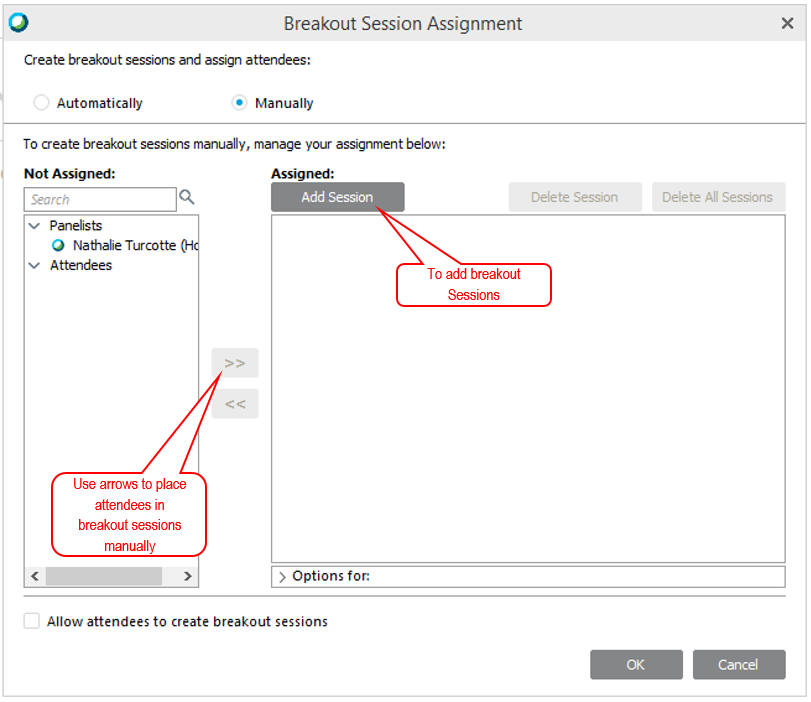 Breakout Session Assignment
Create breakout sessions and assign attendees:
Automatically
Manually
To create breakout sessions manually, manage your assignment below:
Not Assigned:
Assigned:
Search
Add Session
Delete Session
Delete All Sessions
Panelists
Nathalie Turcotte (Ho
Attendees
To add breakout
Sessions
>>
<<
Use arrows to place
attendees in
breakout sessions
manually
Options for:
Allow attendees to create breakout sessions
OK
Cancel